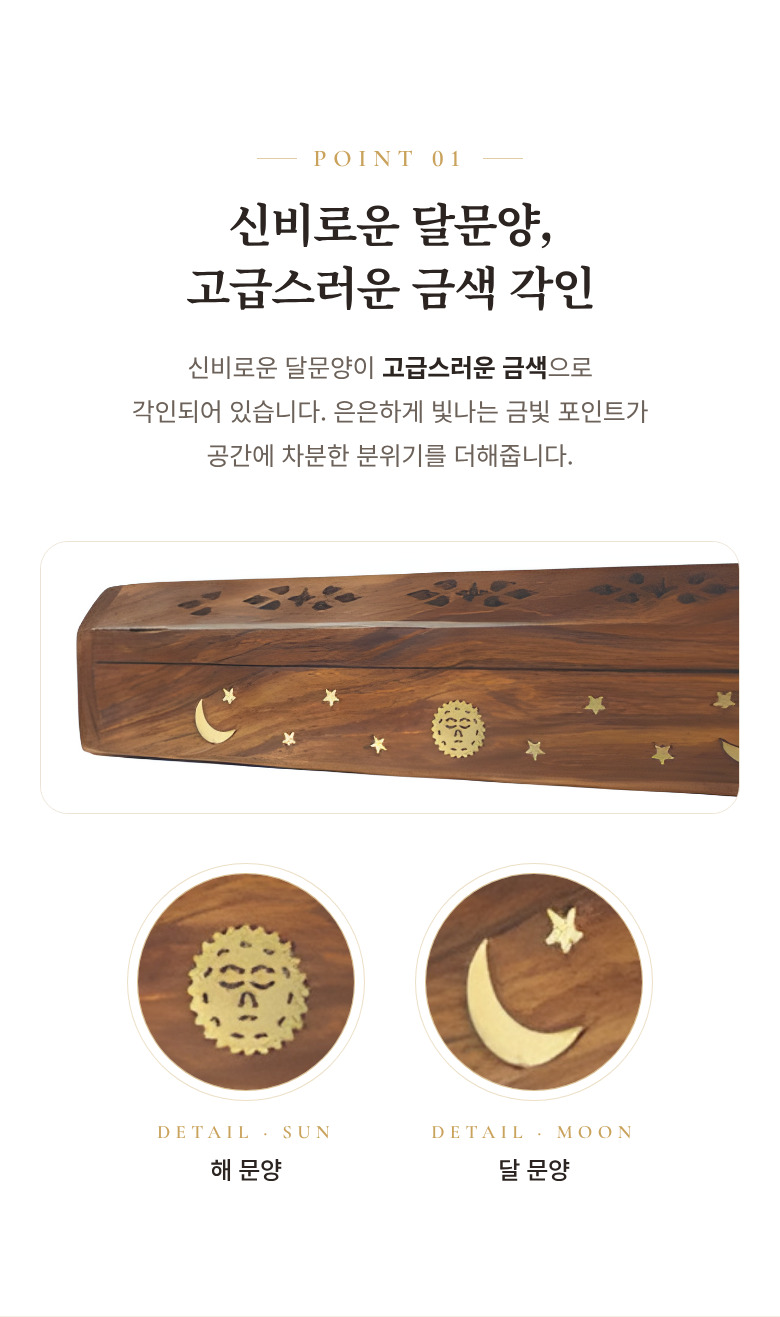 POINT 01
신비로운 달문양,
고급스러운 금색 각인
신비로운 달문양이 고급스러운 금색으로
각인되어 있습니다. 은은하게 빛나는 금빛 포인트가
공간에 차분한 분위기를 더해줍니다.
DETAIL · SUN
해 문양
DETAIL · MOON
달 문양